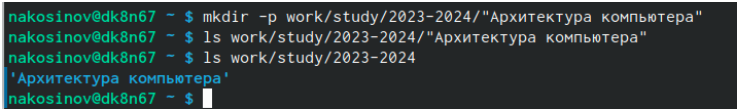 nakosinov@dk8n67 ~ $ mkdir -p work/study/2023-2024/"Архитектура компьютера"
nakosinov@dk8n67 ~ $ ls work/study/2023-2024/"Архитектура компьютера"
nakosinov@dk8n67 ~ $ ls work/study/2023-2024
'Архитектура компьютера'
nakosinov@dk8n67 ~ $